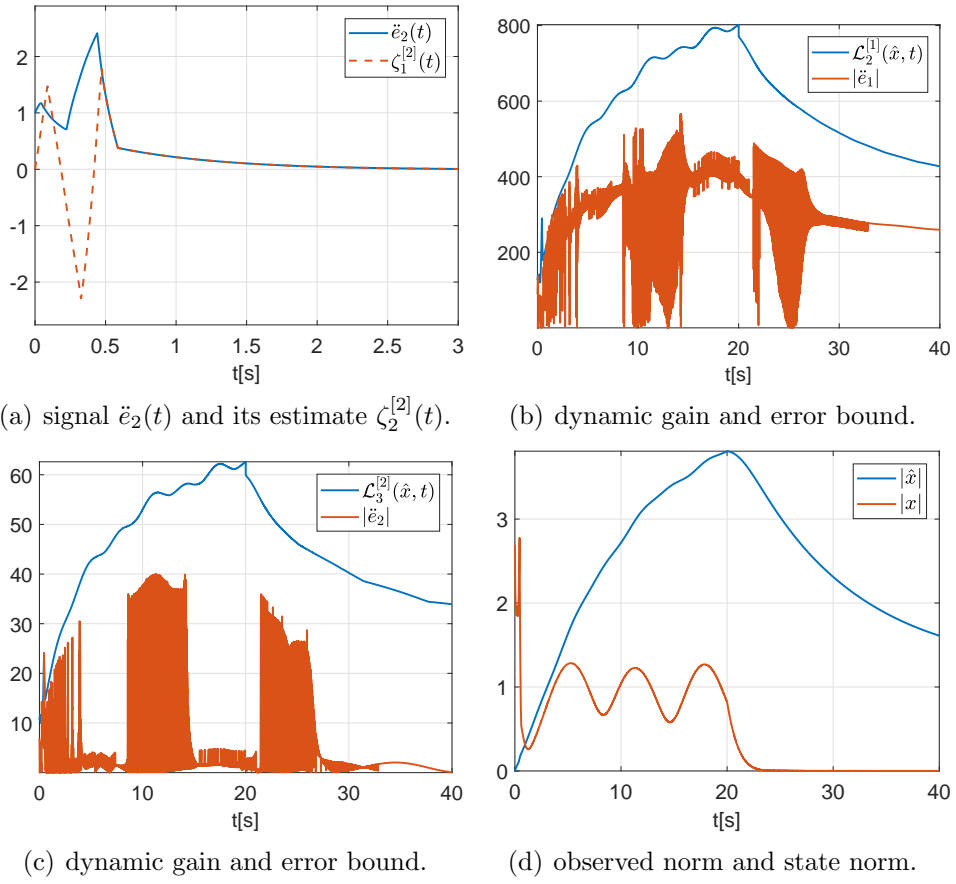 2
1
0
-1
-2
0
0.5
1
1.5
2
2.5
3
t[s]
ë₂(t)
ζ₁^[2](t)
800
600
400
200
0
10
20
30
40
t[s]
𝓛₂^[1](x̂, t)
|ë₁|
(a) signal ë₂(t) and its estimate ζ₂^[2](t).
(b) dynamic gain and error bound.
60
50
40
30
20
10
0
10
20
30
40
t[s]
𝓛₃^[2](x̂, t)
|ë₂|
3
2
1
0
0
10
20
30
40
t[s]
|x̂|
|x|
(c) dynamic gain and error bound.
(d) observed norm and state norm.